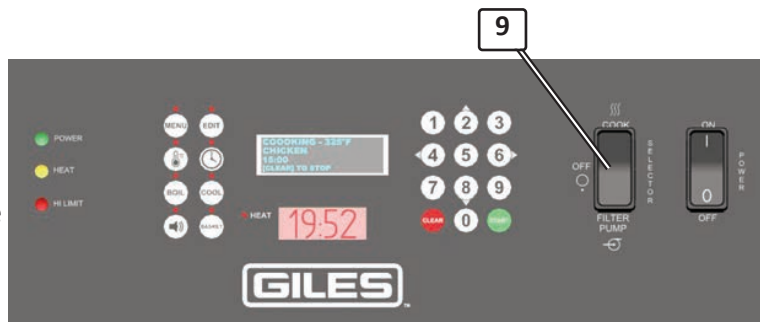 9
POWER
HEAT
HI LIMIT
MENU
EDIT
°F
BOIL
COOL
BASKET
COOOKING - 325°F
CHICKEN
15:00
[CLEAR] TO STOP
HEAT
19:52
1 2 3
4 5 6
7 8 9
CLEAR 0 START
GILES™
COOK
OFF
FILTER
PUMP
SELECTOR
ON
I
0
OFF
POWER